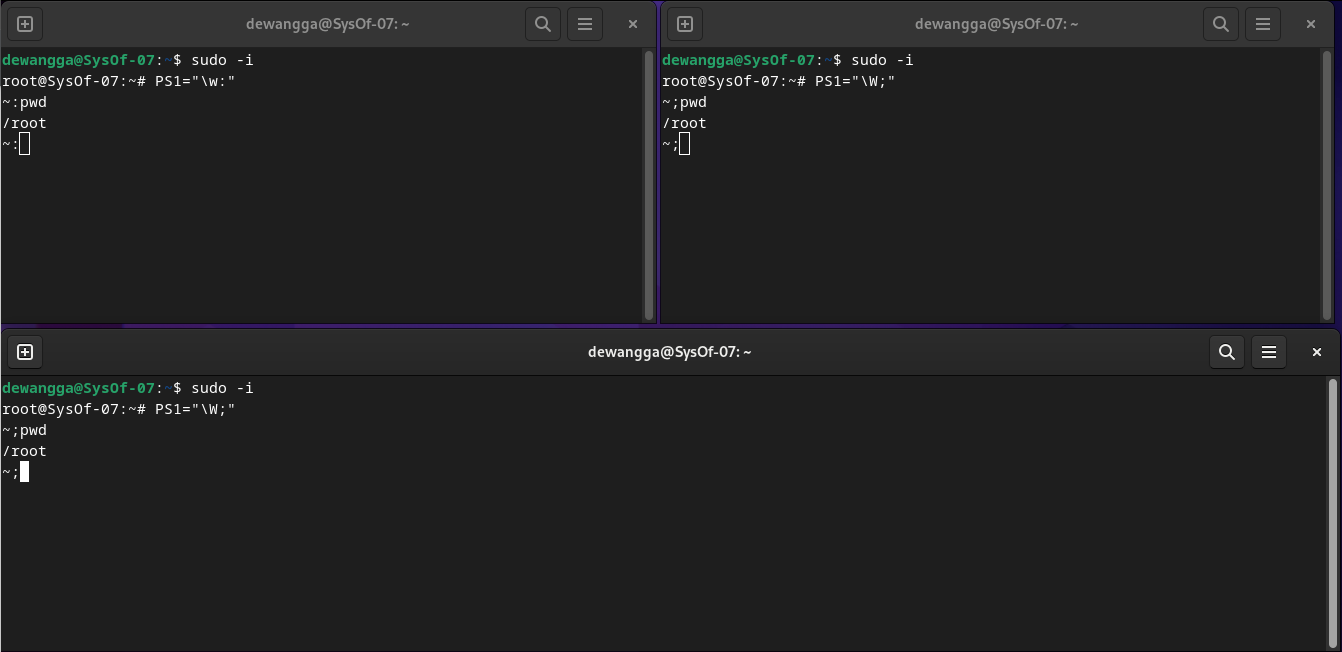 dewangga@SysOf-07: ~
dewangga@SysOf-07:~$ sudo -i
root@SysOf-07:~# PS1="\w:"
~:pwd
/root
~:
dewangga@SysOf-07: ~
dewangga@SysOf-07:~$ sudo -i
root@SysOf-07:~# PS1="\W;"
~;pwd
/root
~;
dewangga@SysOf-07: ~
dewangga@SysOf-07:~$ sudo -i
root@SysOf-07:~# PS1="\W;"
~;pwd
/root
~;